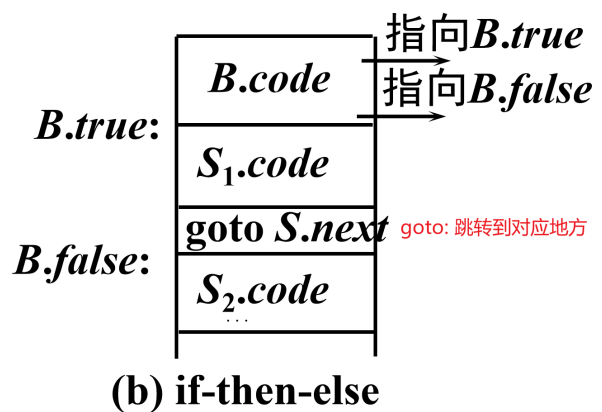 指向B.true
B.code
指向B.false
B.true:
S₁.code
goto S.next
goto: 跳转到对应地方
B.false:
S₂.code
...
(b) if-then-else